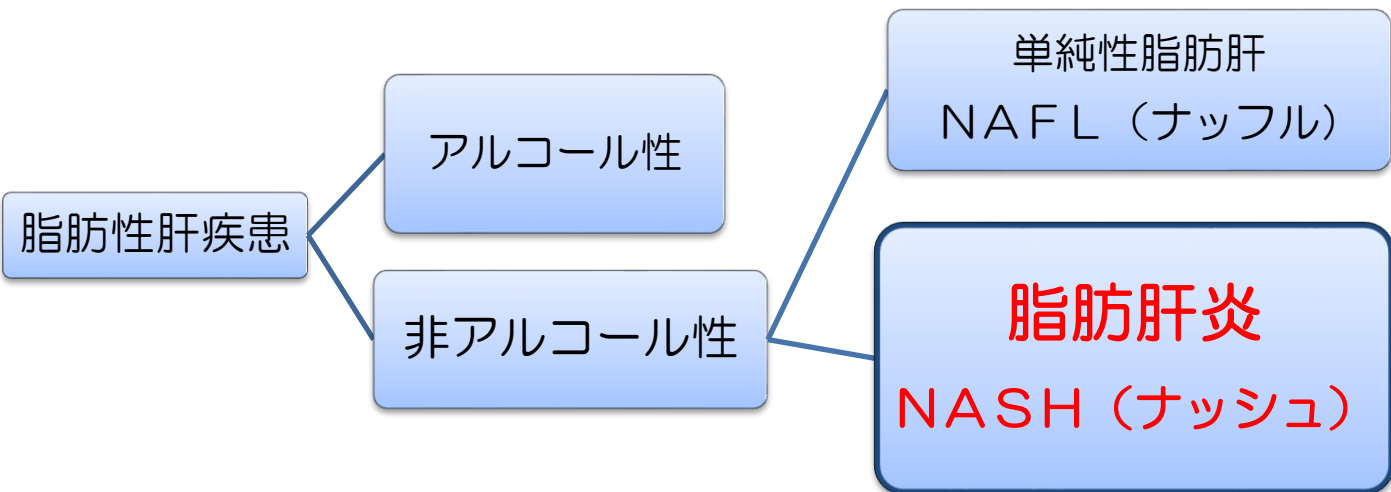 脂肪性肝疾患
アルコール性
非アルコール性
単純性脂肪肝
ＮＡＦＬ（ナッフル）
脂肪肝炎
ＮＡＳＨ（ナッシュ）